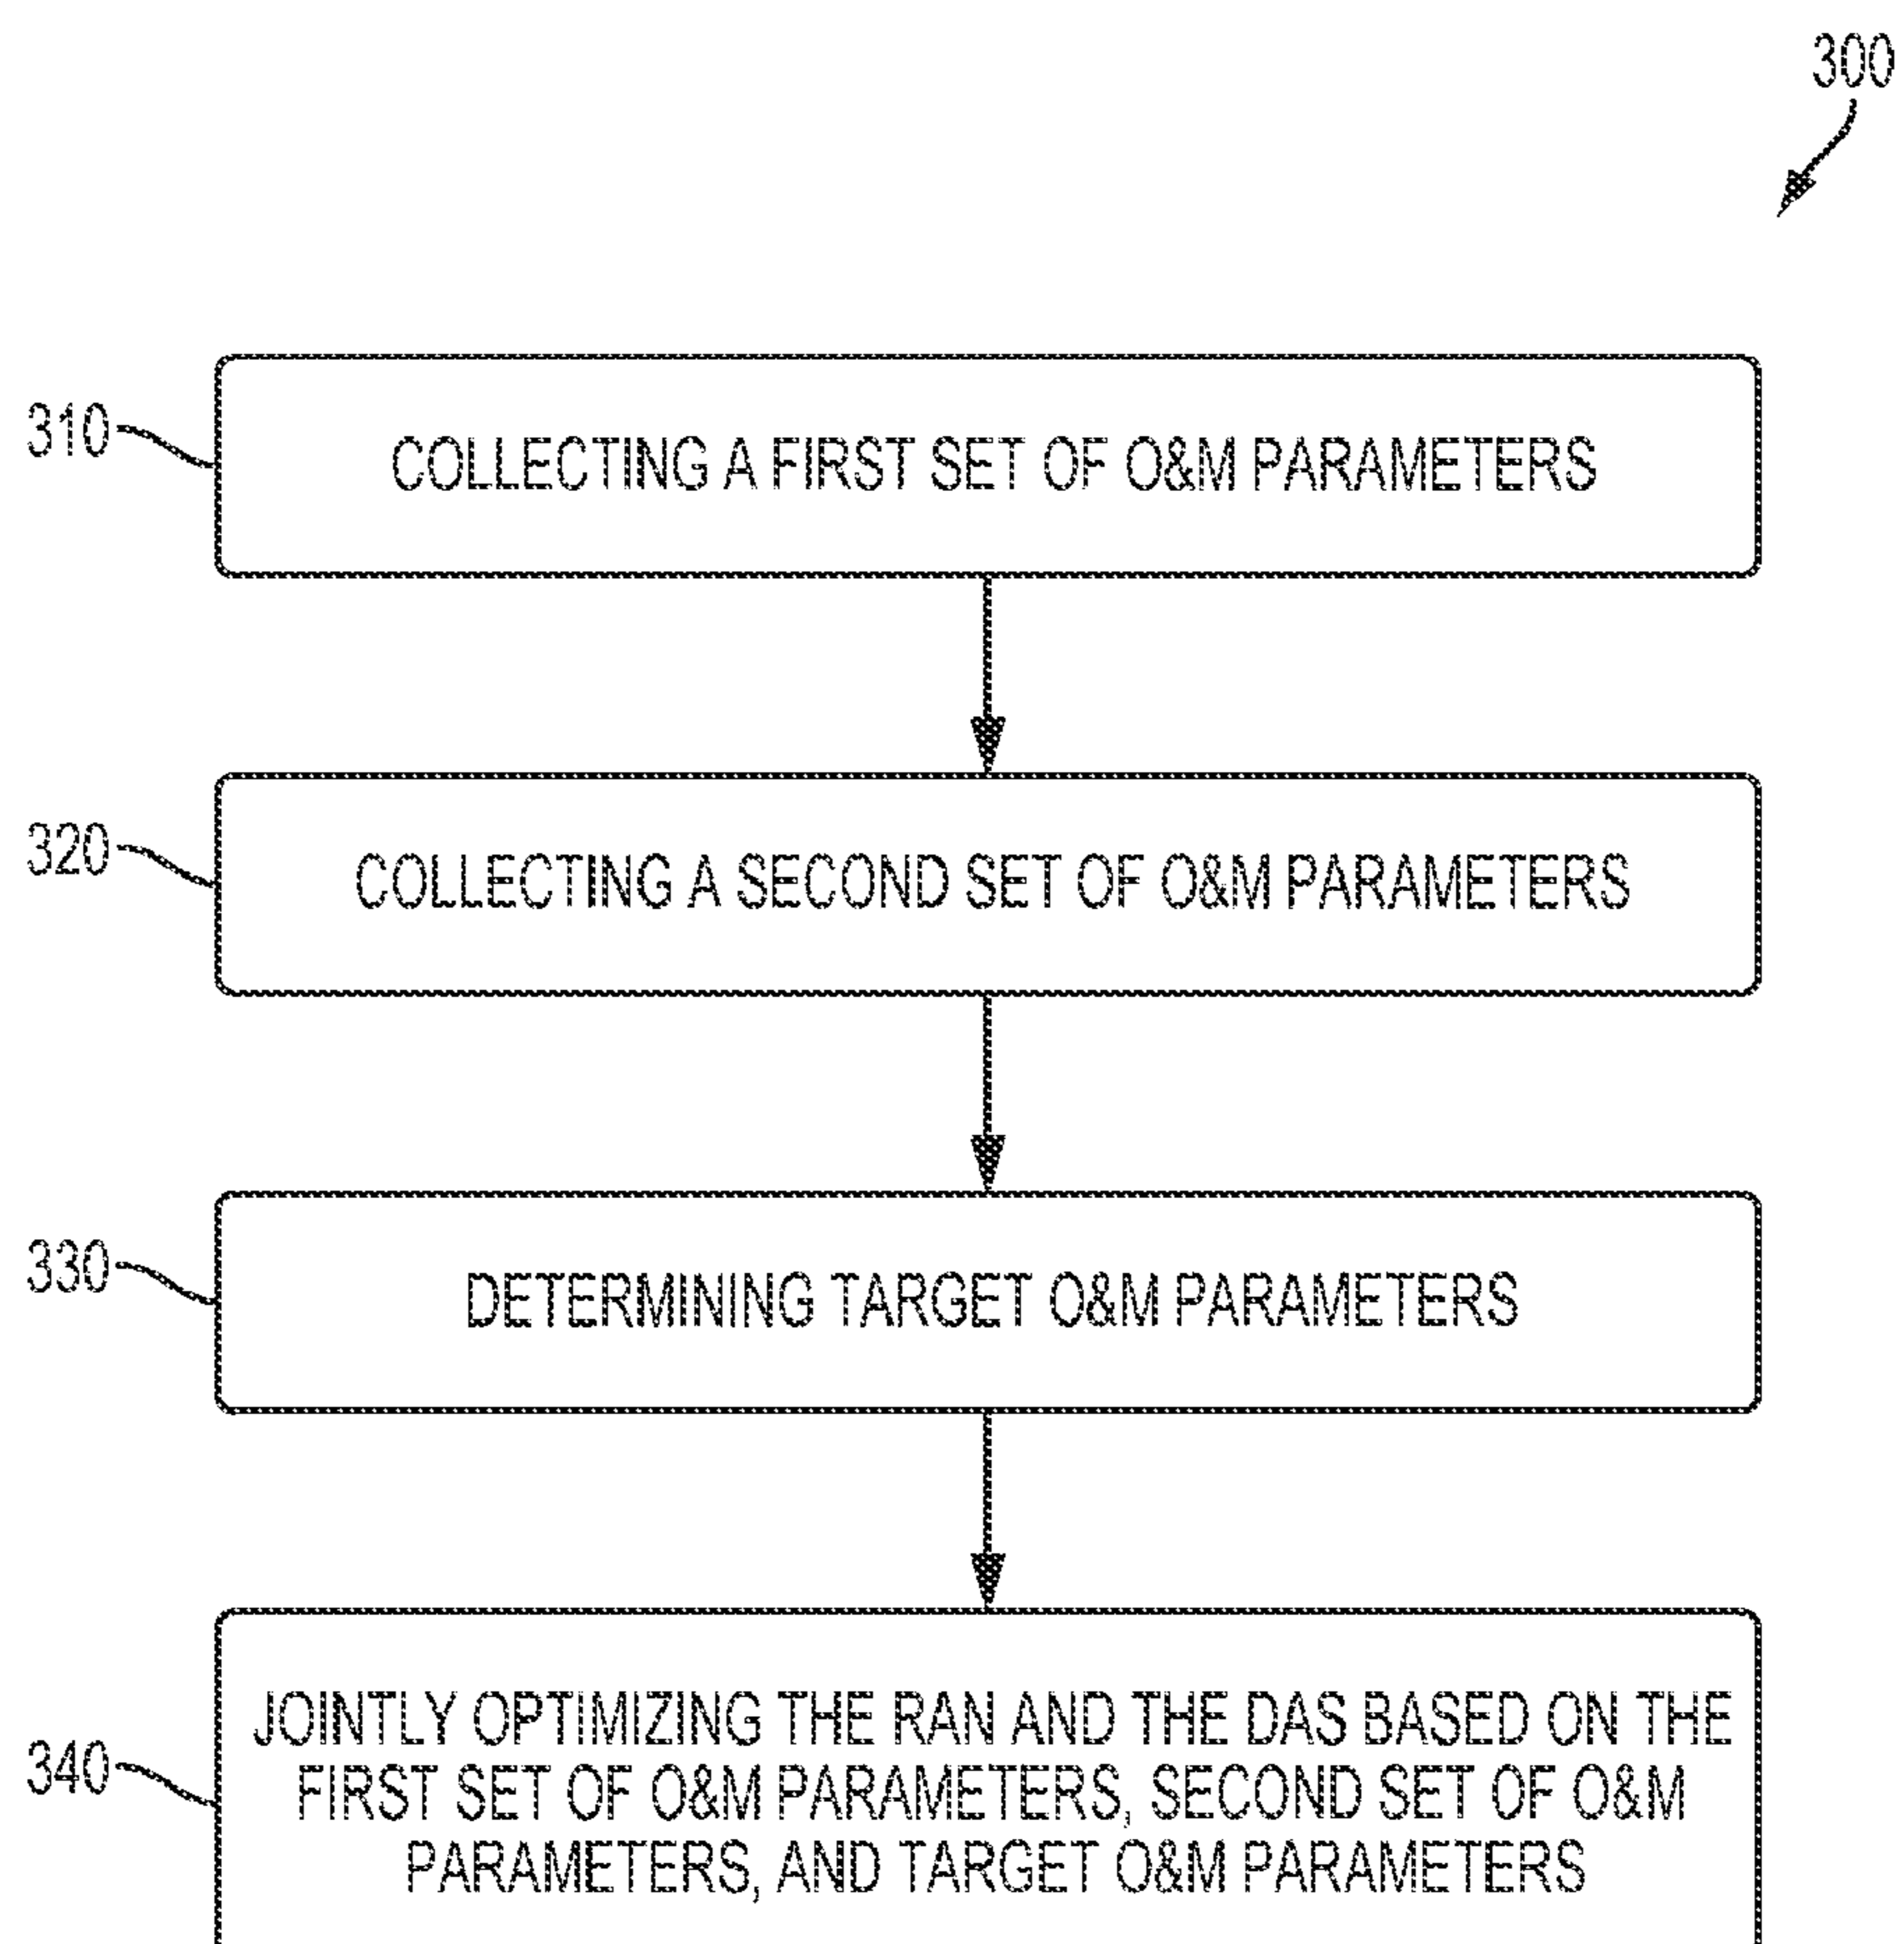 300
310
COLLECTING A FIRST SET OF O&M PARAMETERS
320
COLLECTING A SECOND SET OF O&M PARAMETERS
330
DETERMINING TARGET O&M PARAMETERS
340
JOINTLY OPTIMIZING THE RAN AND THE DAS BASED ON THE
FIRST SET OF O&M PARAMETERS, SECOND SET OF O&M
PARAMETERS, AND TARGET O&M PARAMETERS